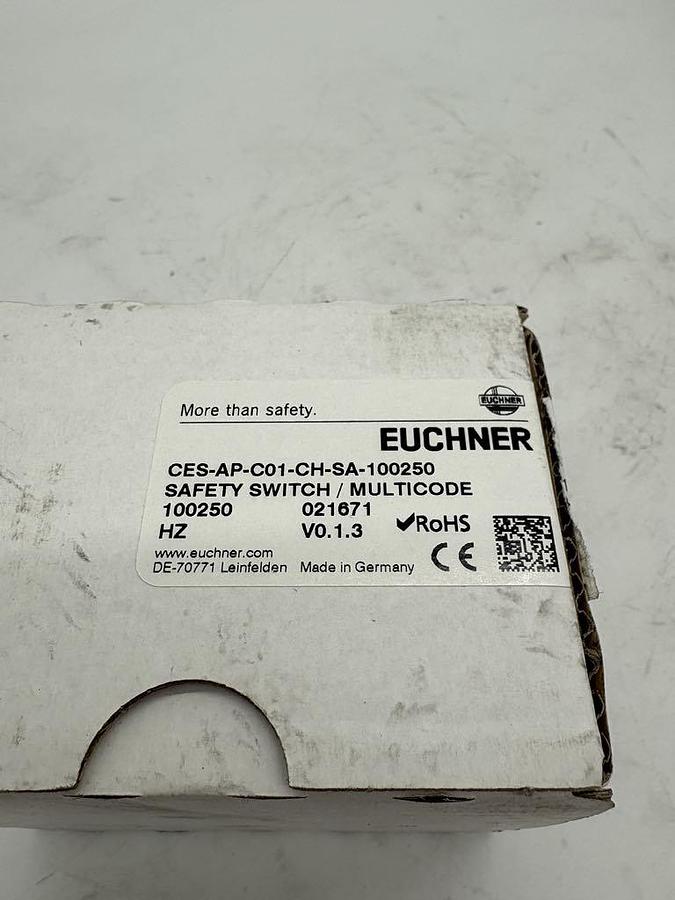 More than safety.
EUCHNER
EUCHNER
CES-AP-C01-CH-SA-100250
SAFETY SWITCH / MULTICODE
100250 021671
HZ V0.1.3 ✔RoHS
www.euchner.com
DE-70771 Leinfelden Made in Germany CE